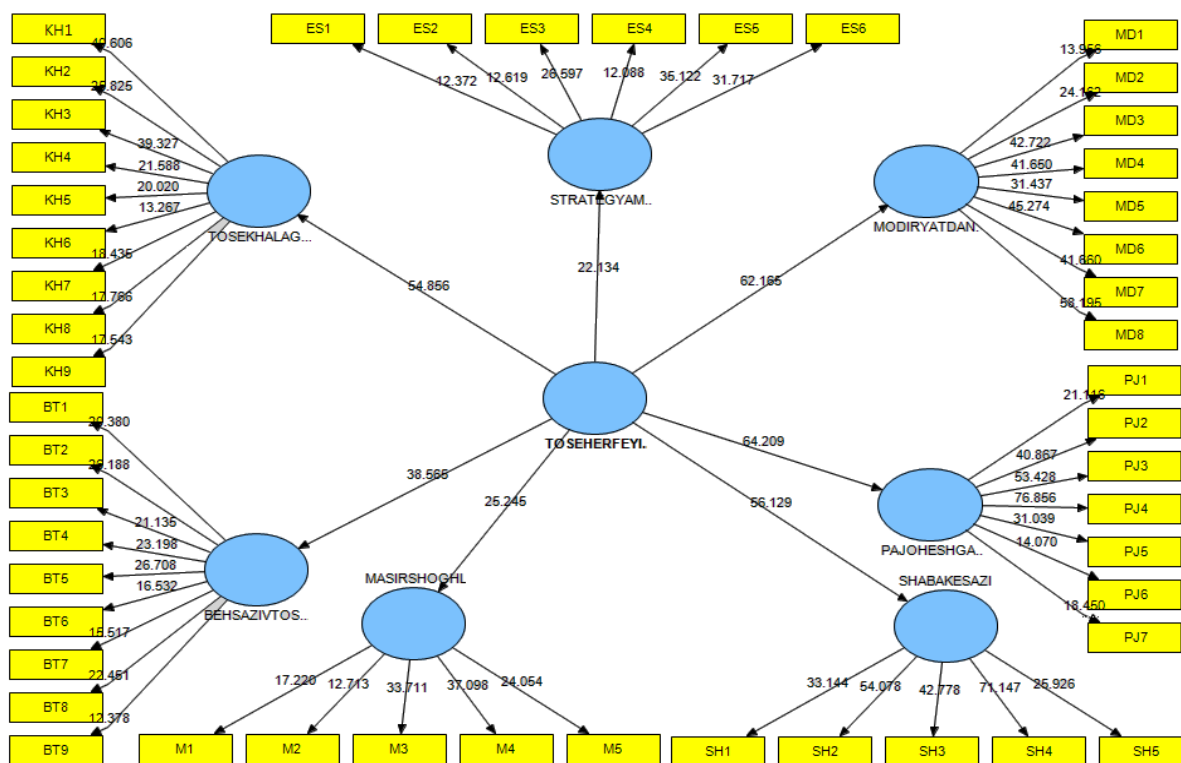 KH1
40.606
KH2
KH3
39.327
KH4
21.588
KH5
20.020
KH6
13.267
KH7
18.435
KH8
17.766
KH9
17.543
TOSEKHALAG...
ES1
ES2
ES3
ES4
ES5
ES6
12.372
12.619
26.597
12.088
35.122
31.717
STRATEGYAM..
MD1
13.956
MD2
24.162
MD3
42.722
MD4
41.650
MD5
31.437
MD6
45.274
MD7
41.660
MD8
58.195
MODIRYATDAN..
54.856
22.134
62.165
TOSEHERFEYI..
38.565
25.245
56.129
64.209
BT1
BT2
BT3
21.135
BT4
23.198
BT5
26.708
BT6
16.532
BT7
15.517
BT8
22.451
BT9
12.378
BEHSAZIVTOS..
MASIRSHOGHL
17.220
12.713
33.711
37.098
24.054
M1
M2
M3
M4
M5
PJ1
21.116
PJ2
40.867
PJ3
53.428
PJ4
76.856
PJ5
31.039
PJ6
14.070
PJ7
18.450
PAJOHESHGA..
SHABAKESAZI
33.144
54.078
42.778
71.147
25.926
SH1
SH2
SH3
SH4
SH5